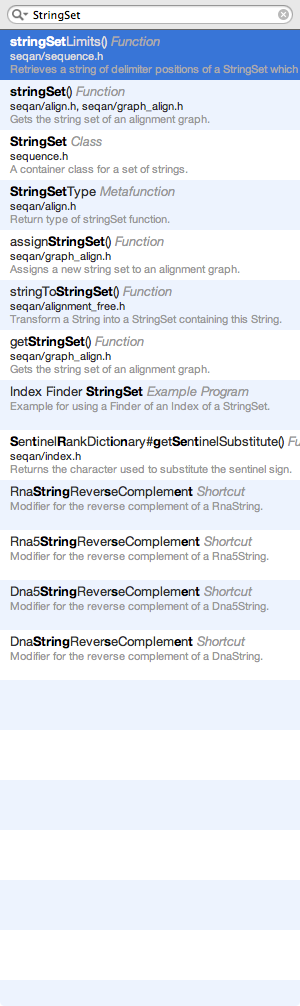 StringSet
stringSetLimits() Function
seqan/sequence.h
Retrieves a string of delimiter positions of a StringSet which
stringSet() Function
seqan/align.h, seqan/graph_align.h
Gets the string set of an alignment graph.
StringSet Class
sequence.h
A container class for a set of strings.
StringSetType Metafunction
seqan/align.h
Return type of stringSet function.
assignStringSet() Function
seqan/graph_align.h
Assigns a new string set to an alignment graph.
stringToStringSet() Function
seqan/alignment_free.h
Transform a String into a StringSet containing this String.
getStringSet() Function
seqan/graph_align.h
Gets the string set of an alignment graph.
Index Finder StringSet Example Program
Example for using a Finder of an Index of a StringSet.
SentinelRankDictionary#getSentinelSubstitute() Fu
seqan/index.h
Returns the character used to substitute the sentinel sign.
RnaStringReverseComplement Shortcut
Modifier for the reverse complement of a RnaString.
Rna5StringReverseComplement Shortcut
Modifier for the reverse complement of a Rna5String.
Dna5StringReverseComplement Shortcut
Modifier for the reverse complement of a Dna5String.
DnaStringReverseComplement Shortcut
Modifier for the reverse complement of a DnaString.